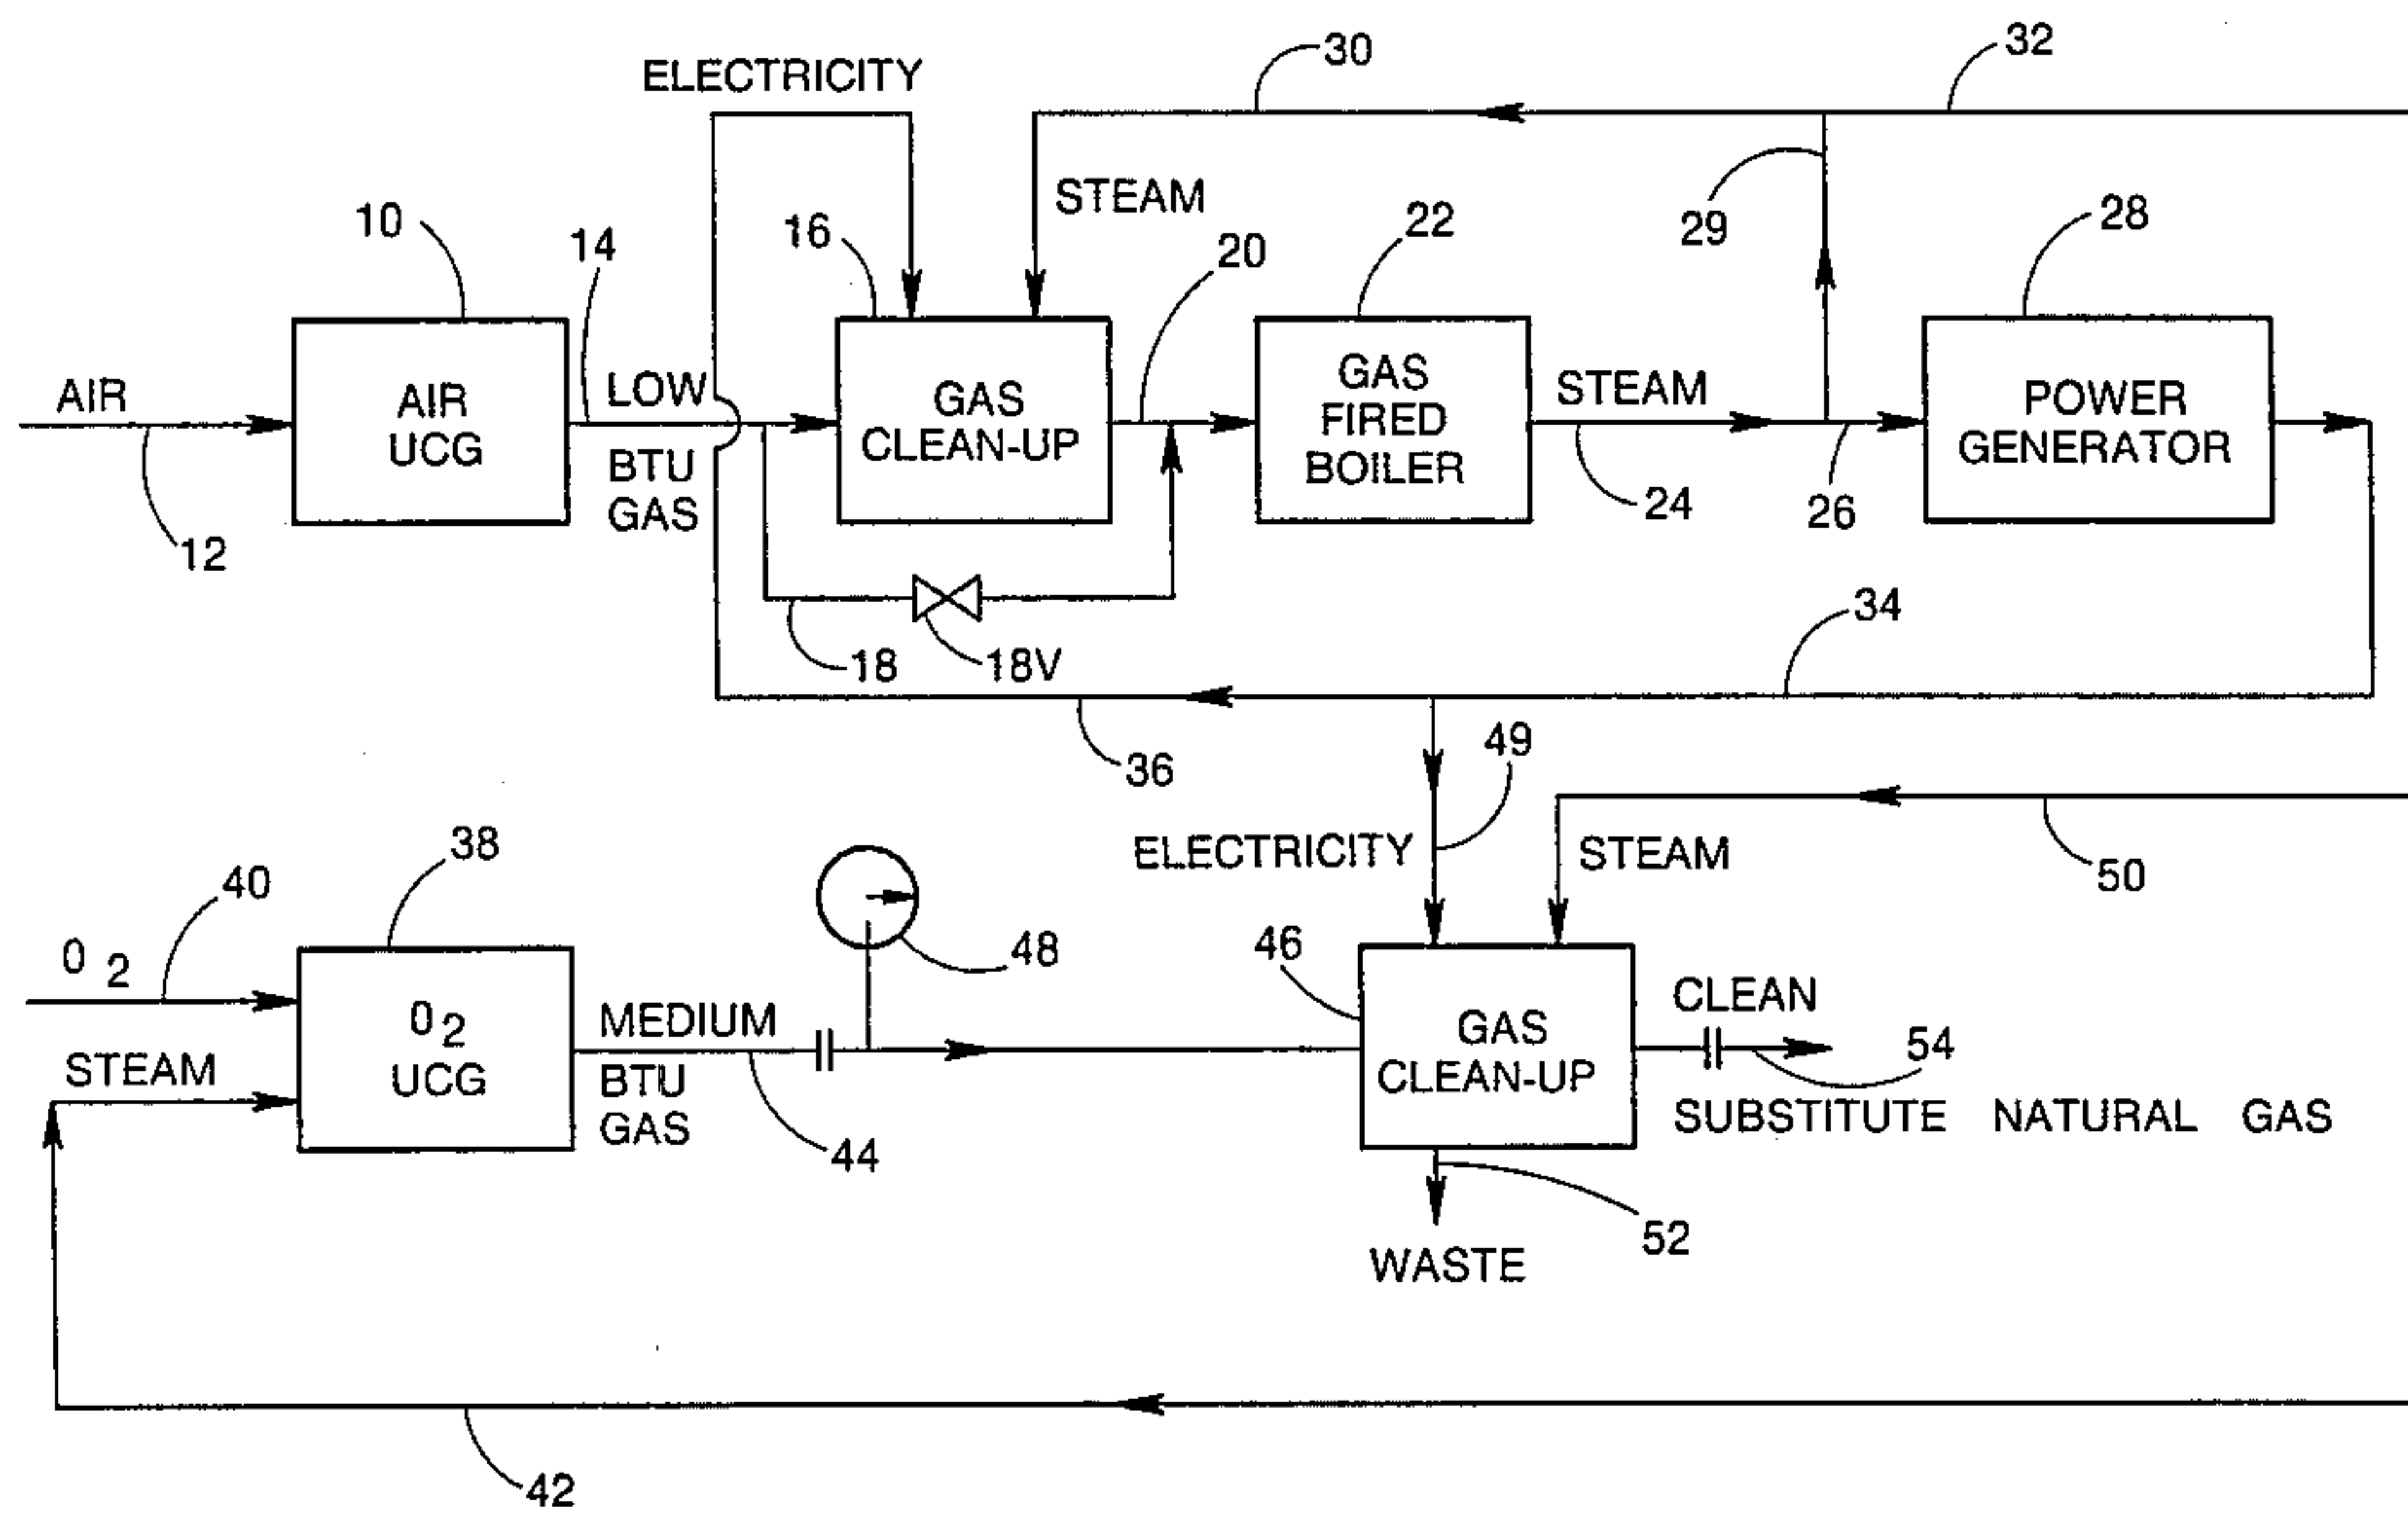 ELECTRICITY
30
32
STEAM
29
10
14
16
20
22
28
AIR
AIR
UCG
LOW
BTU
GAS
GAS
CLEAN-UP
GAS
FIRED
BOILER
STEAM
POWER
GENERATOR
12
24
26
18
18V
34
36
49
38
40
48
ELECTRICITY
STEAM
50
46
0 2
STEAM
0 2
UCG
MEDIUM
BTU
GAS
44
GAS
CLEAN-UP
CLEAN
54
SUBSTITUTE NATURAL GAS
52
WASTE
42